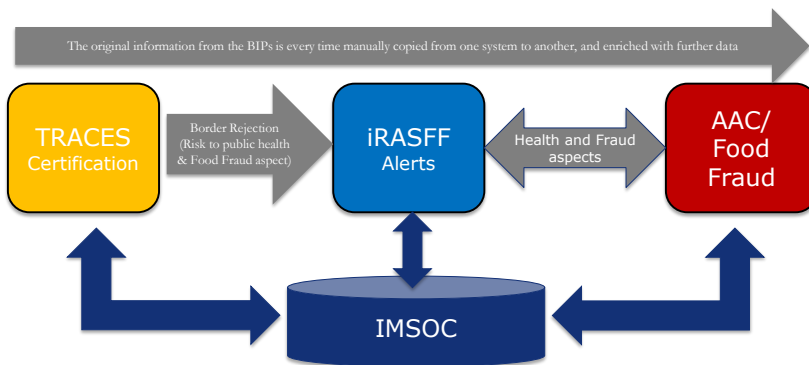 The original information from the BIPs is every time manually copied from one system to another, and enriched with further data
TRACES
Certification
Border Rejection
(Risk to public health
& Food Fraud aspect)
iRASFF
Alerts
Health and Fraud
aspects
AAC/
Food
Fraud
IMSOC